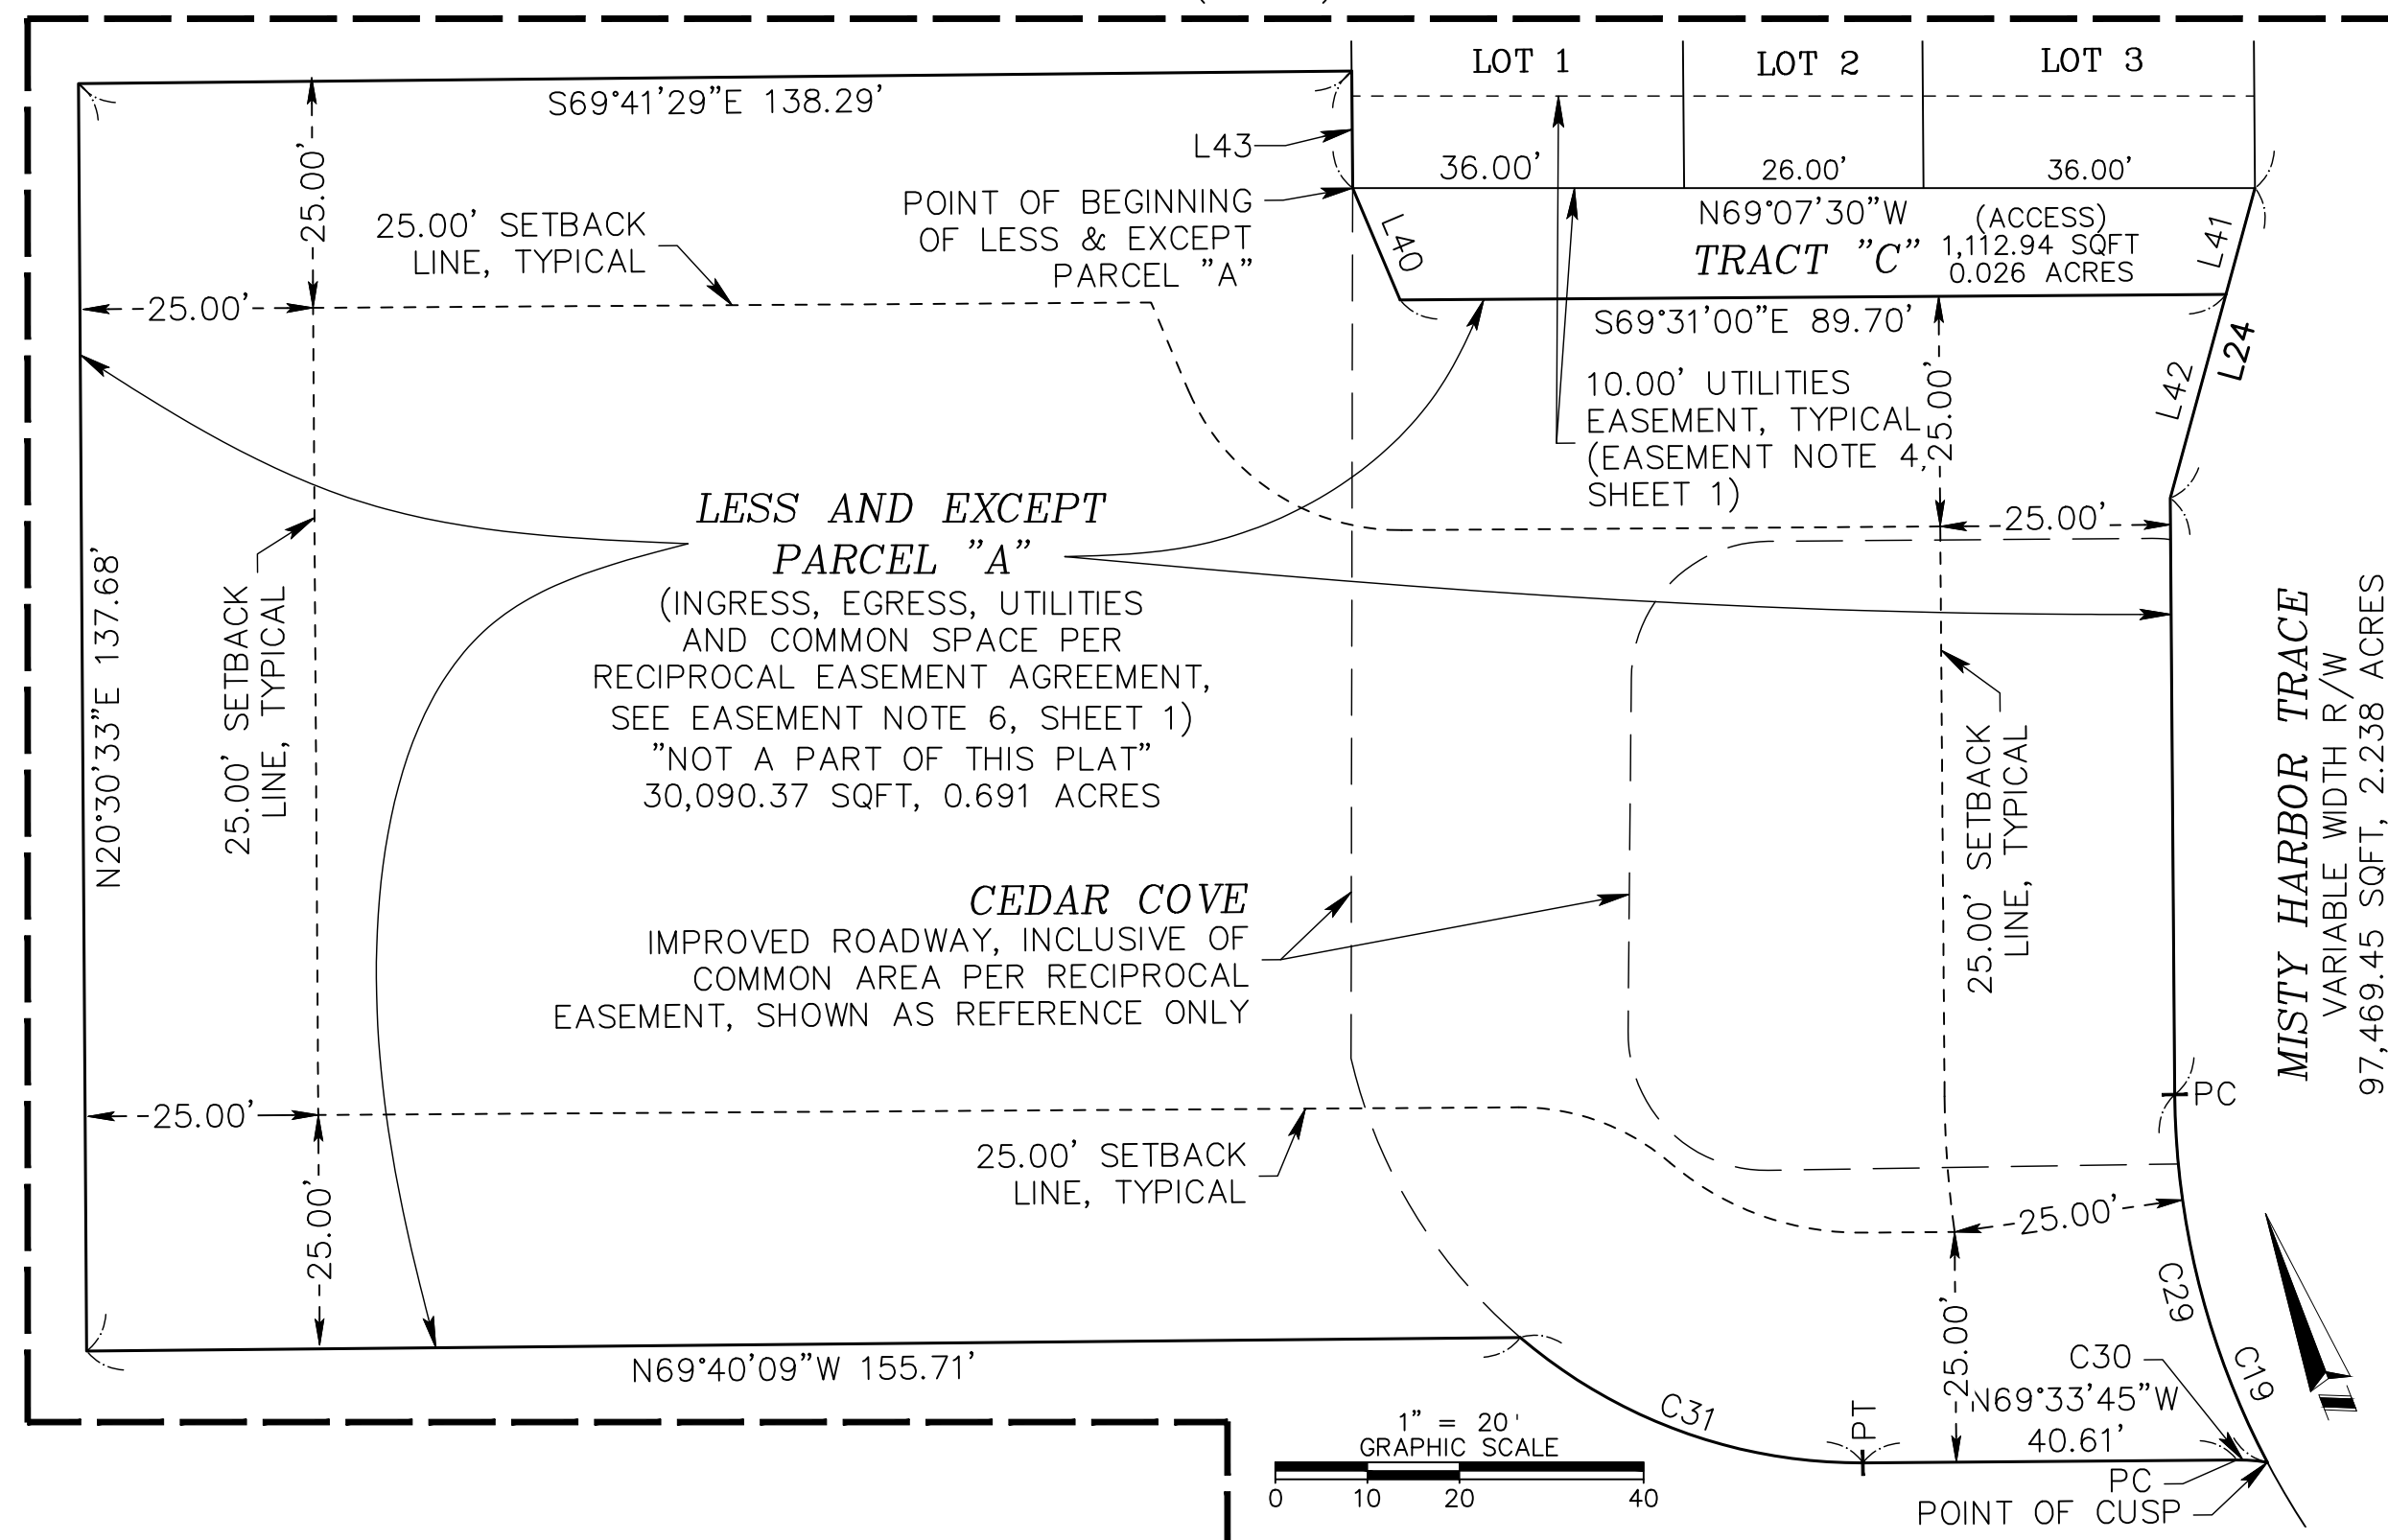 LOT 1
LOT 2
LOT 3
S69°41'29"E 138.29'
L43
36.00'
26.00'
36.00'
25.00'
POINT OF BEGINNING
OF LESS & EXCEPT
PARCEL "A"
L40
N69°07'30"W
TRACT "C"
(ACCESS)
1,112.94 SQFT
0.026 ACRES
L41
25.00' SETBACK
LINE, TYPICAL
25.00'
S69°31'00"E 89.70'
L24
L42
25.00'
10.00' UTILITIES
EASEMENT, TYPICAL
(EASEMENT NOTE 4,
SHEET 1)
25.00'
LESS AND EXCEPT
PARCEL "A"
(INGRESS, EGRESS, UTILITIES
AND COMMON SPACE PER
RECIPROCAL EASEMENT AGREEMENT,
SEE EASEMENT NOTE 6, SHEET 1)
"NOT A PART OF THIS PLAT"
30,090.37 SQFT, 0.691 ACRES
N20°30'33"E 137.68'
25.00' SETBACK
LINE, TYPICAL
25.00' SETBACK
LINE, TYPICAL
MISTY HARBOR TRACE
VARIABLE WIDTH R/W
97,469.45 SQFT, 2.238 ACRES
CEDAR COVE
IMPROVED ROADWAY, INCLUSIVE OF
COMMON AREA PER RECIPROCAL
EASEMENT, SHOWN AS REFERENCE ONLY
PC
25.00'
25.00' SETBACK
LINE, TYPICAL
25.00'
25.00'
C29
25.00'
C30
C19
N69°40'09"W 155.71'
N69°33'45"W
40.61'
C31
PT
1" = 20'
GRAPHIC SCALE
0 10 20 40
PC
POINT OF CUSP
N